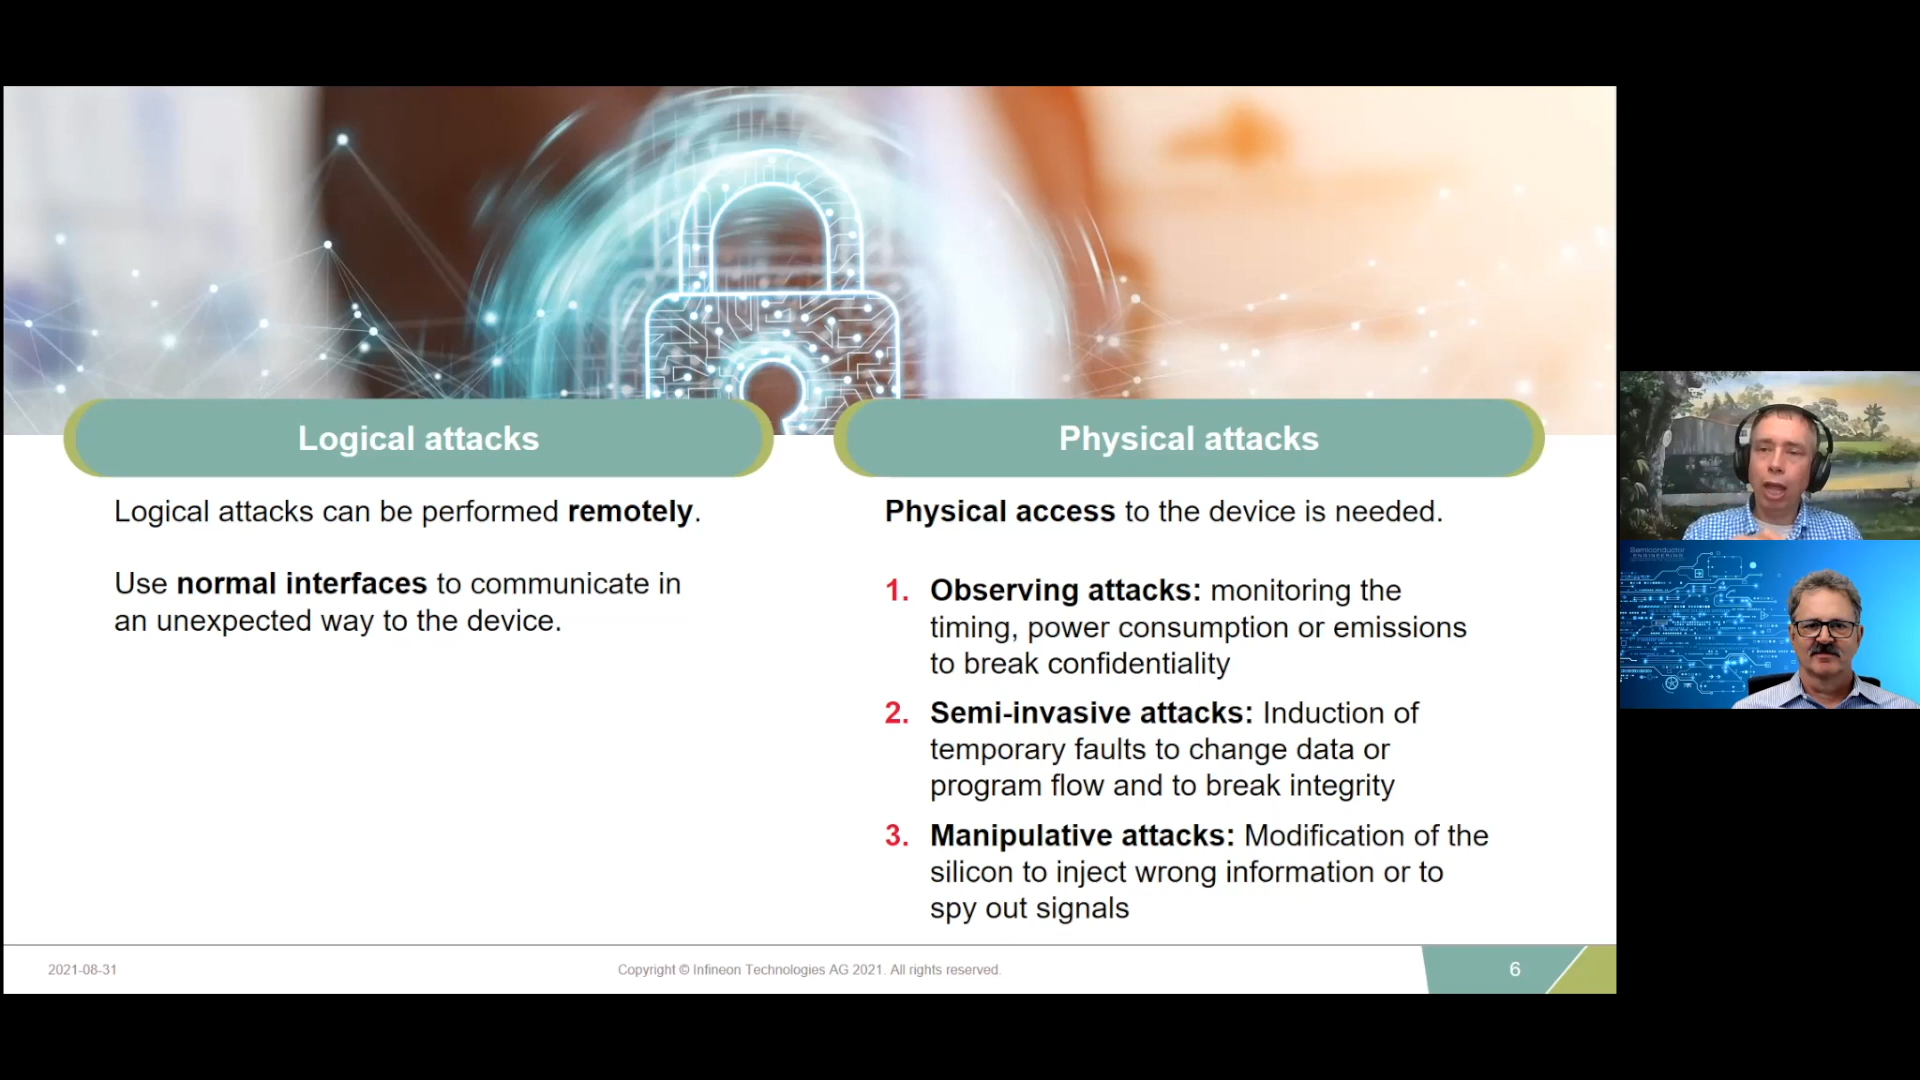 Logical attacks
Logical attacks can be performed remotely.
Use normal interfaces to communicate in
an unexpected way to the device.
Physical attacks
Physical access to the device is needed.
1. Observing attacks: monitoring the
timing, power consumption or emissions
to break confidentiality
2. Semi-invasive attacks: Induction of
temporary faults to change data or
program flow and to break integrity
3. Manipulative attacks: Modification of the
silicon to inject wrong information or to
spy out signals
2021-08-31
Copyright © Infineon Technologies AG 2021. All rights reserved.
6
Semiconductor
ENGINEERING